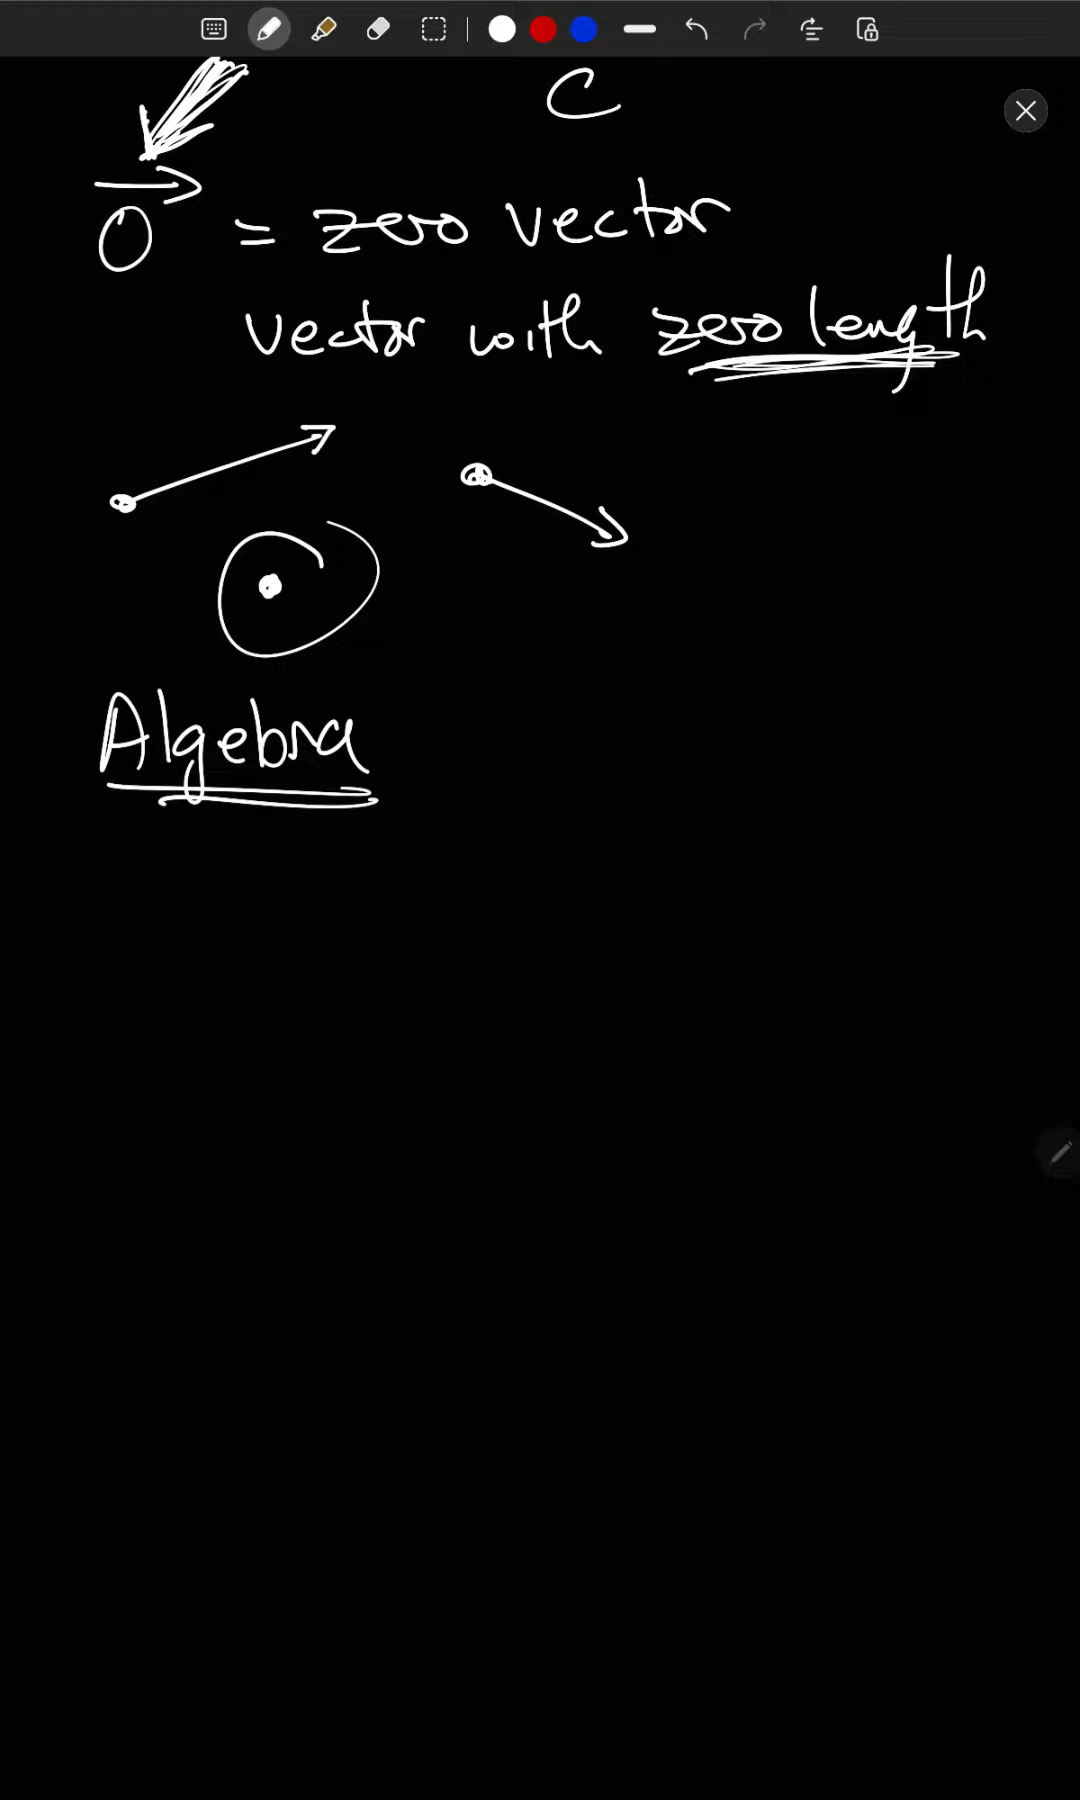 C
0⃗ = zero vector
vector with zero length
Algebra